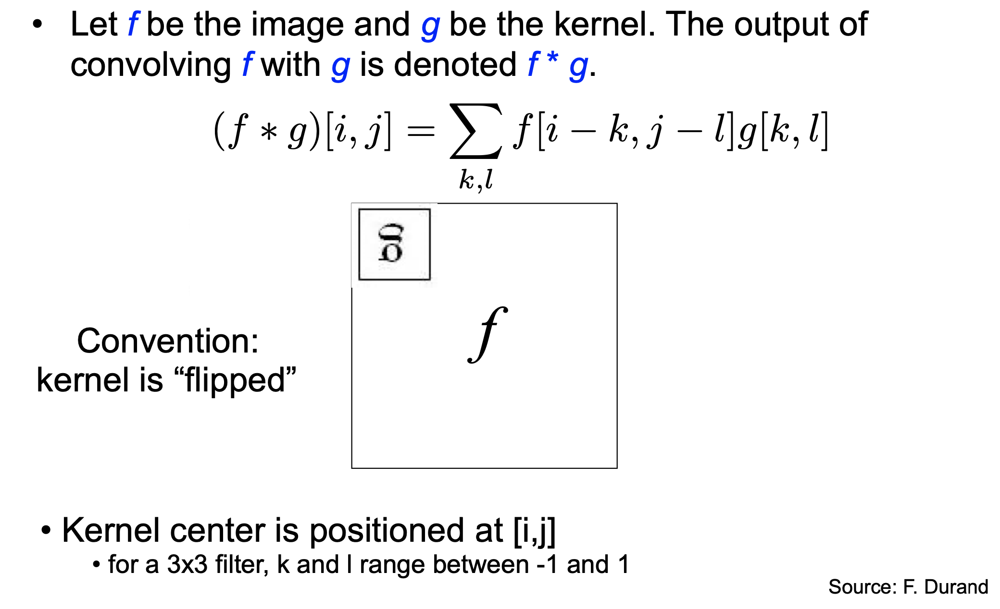 • Let f be the image and g be the kernel. The output of
convolving f with g is denoted f * g.
(f ∗ g)[i, j] = ∑ f[i − k, j − l]g[k, l]
k,l
g
f
Convention:
kernel is “flipped”
• Kernel center is positioned at [i,j]
• for a 3x3 filter, k and l range between -1 and 1
Source: F. Durand